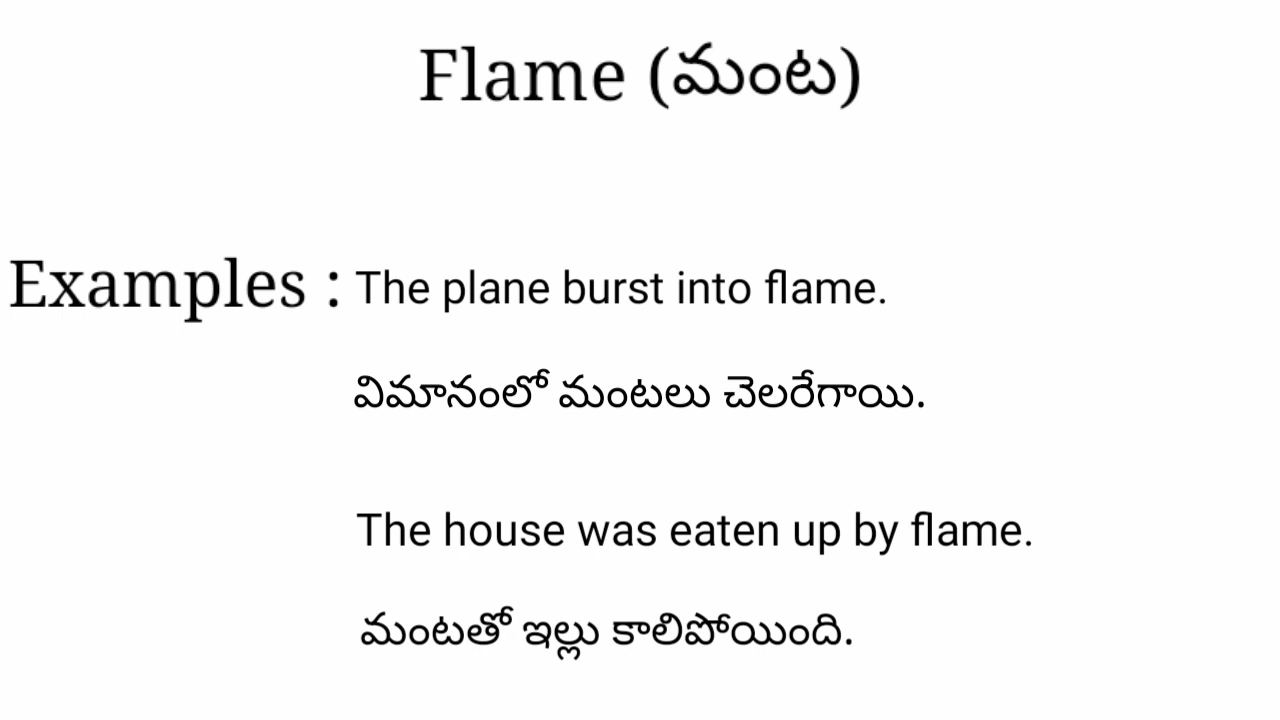 Flame (మంట)
Examples : The plane burst into flame.
విమానంలో మంటలు చెలరేగాయి.
The house was eaten up by flame.
మంటతో ఇల్లు కాలిపోయింది.